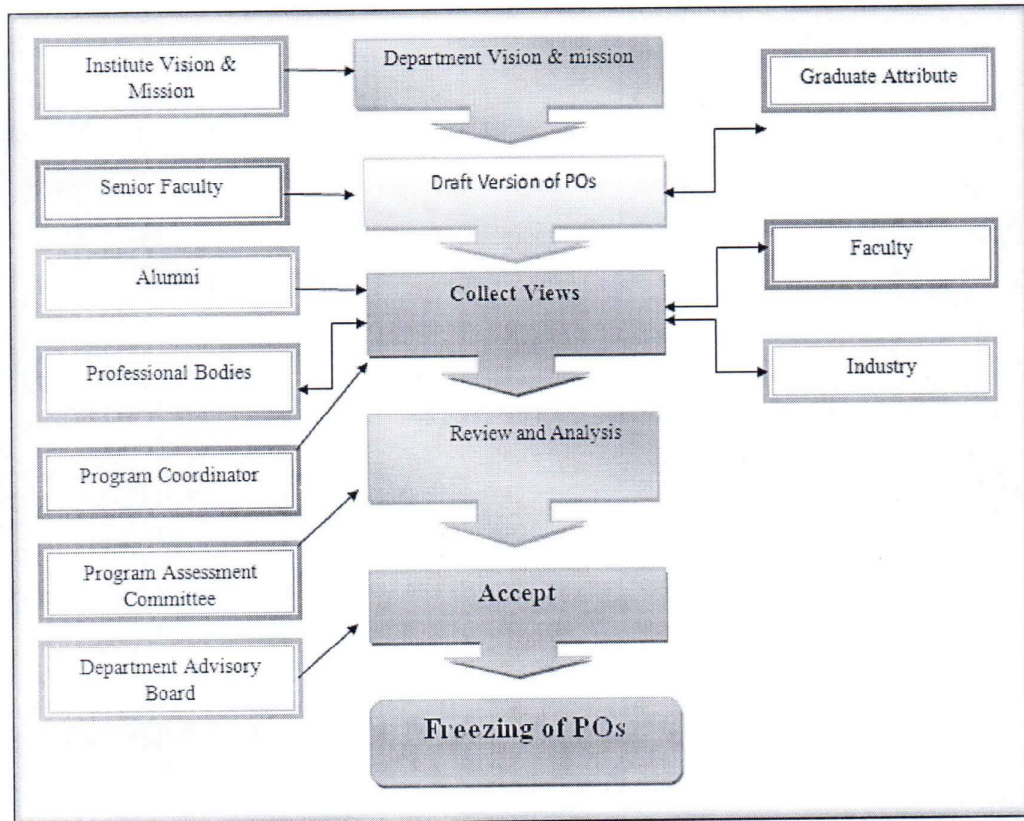 Institute Vision &
Mission
Department Vision & mission
Graduate Attribute
Senior Faculty
Draft Version of POs
Alumni
Collect Views
Faculty
Professional Bodies
Industry
Program Coordinator
Review and Analysis
Program Assessment
Committee
Accept
Department Advisory
Board
Freezing of POs